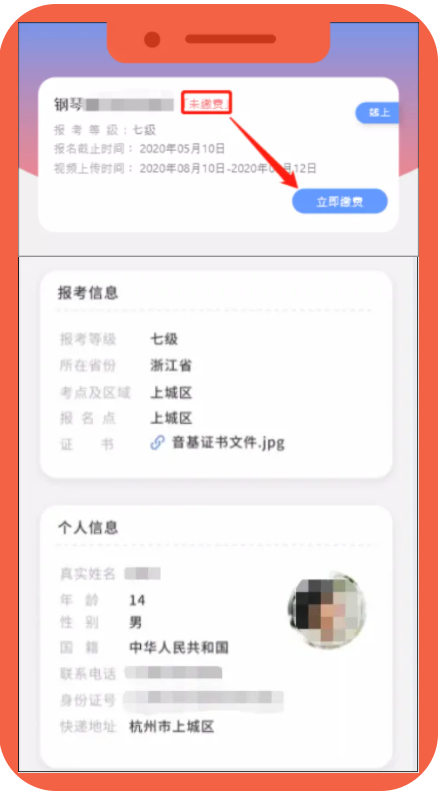 钢琴
未缴费
线上
报 考 等 级 : 七级
报名截止时间： 2020年05月10日
视频上传时间： 2020年08月10日-2020年0 月12日
立即缴费
报考信息
报考等级 七级
所在省份 浙江省
考点及区域 上城区
报 名 点 上城区
证 书 音基证书文件.jpg
个人信息
真实姓名
年 龄 14
性 别 男
国 籍 中华人民共和国
联系电话
身份证号
快递地址 杭州市上城区